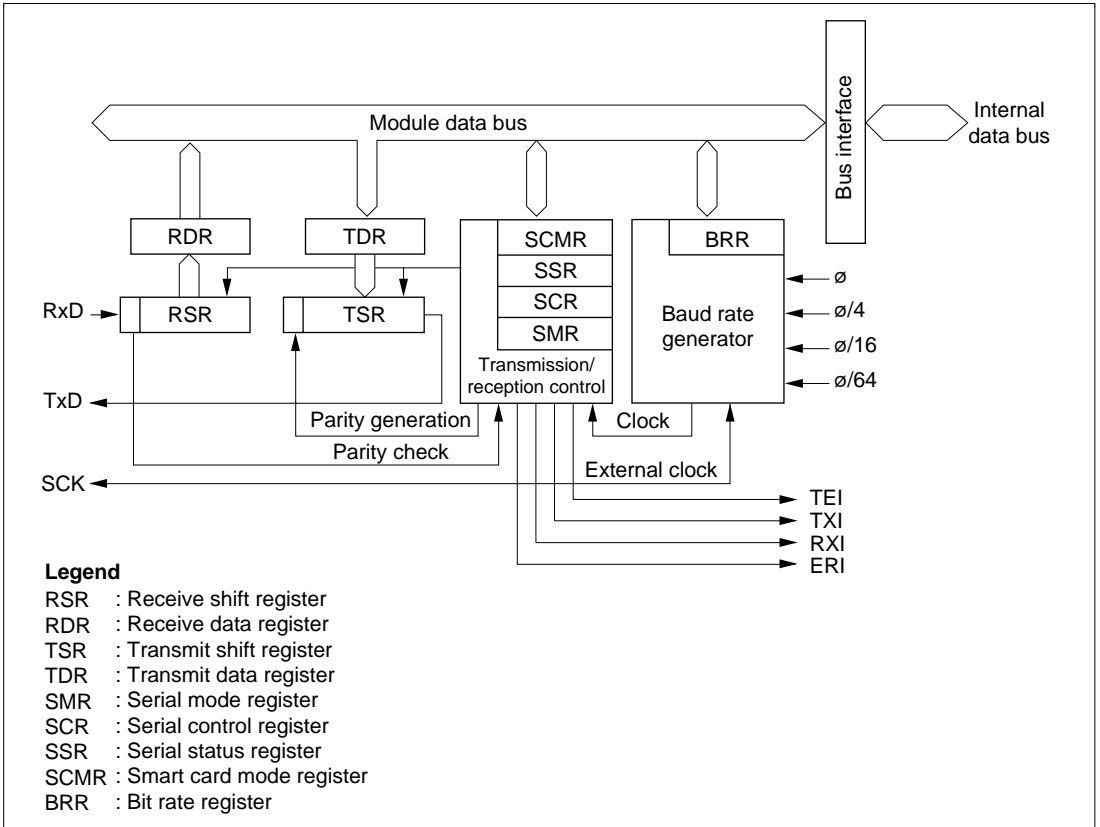 Module data bus
Bus interface
Internal
data bus
RDR
TDR
SCMR
SSR
SCR
SMR
Transmission/
reception control
BRR
Baud rate
generator
ø
ø/4
ø/16
ø/64
RxD
RSR
TSR
TxD
Parity generation
Parity check
Clock
SCK
External clock
TEI
TXI
RXI
ERI
Legend
RSR : Receive shift register
RDR : Receive data register
TSR : Transmit shift register
TDR : Transmit data register
SMR : Serial mode register
SCR : Serial control register
SSR : Serial status register
SCMR : Smart card mode register
BRR : Bit rate register